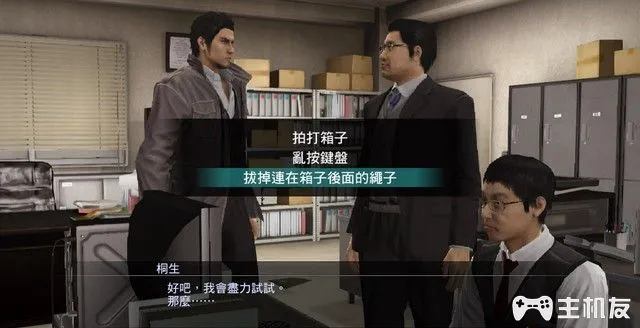 拍打箱子
亂按鍵盤
拔掉連在箱子後面的繩子
桐生
好吧，我會盡力試試。
那麼……
主机友